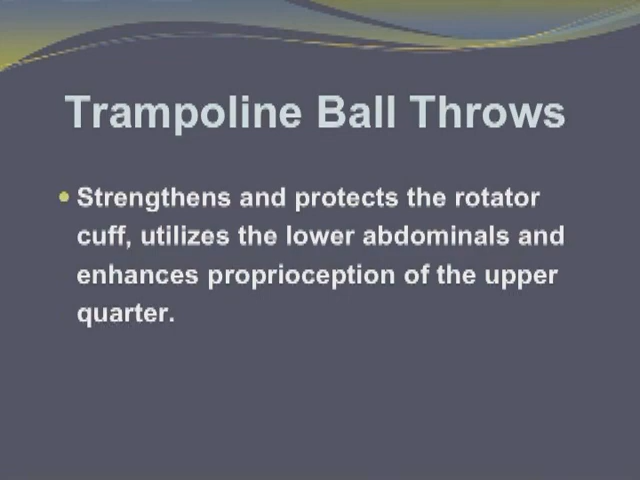 Trampoline Ball Throws
Strengthens and protects the rotator
cuff, utilizes the lower abdominals and
enhances proprioception of the upper
quarter.